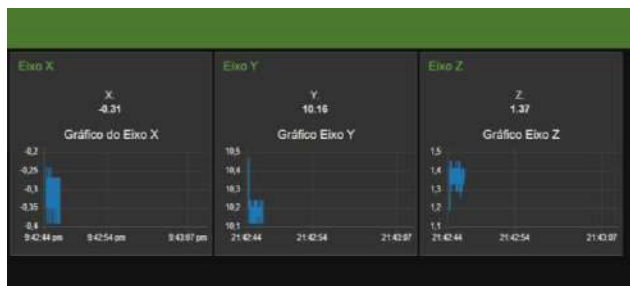 Eixo X
X.
-0.31
Gráfico do Eixo X
-0,2
-0,25
-0,3
-0,35
-0,4
9:42:44 pm 9:42:54 pm 9:43:07 pm
Eixo Y
Y.
10.16
Gráfico Eixo Y
10,5
10,4
10,3
10,2
10,1
21:42:44 21:42:54 21:43:07
Eixo Z
Z.
1.37
Gráfico Eixo Z
1,5
1,4
1,3
1,2
1,1
21:42:44 21:42:54 21:43:07